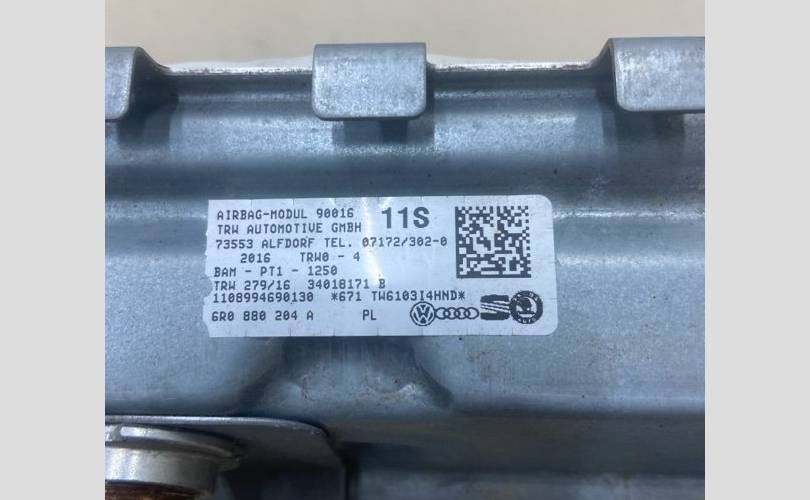 AIRBAG-MODUL 90016 11S
TRW AUTOMOTIVE GMBH
73553 ALFDORF TEL. 07172/302-0
2016 TRW0 - 4
BAM - PT1 - 1250
TRW 279/16 34018171 B
1108994690130 *671 TW6103I4HND*
6R0 880 204 A PL